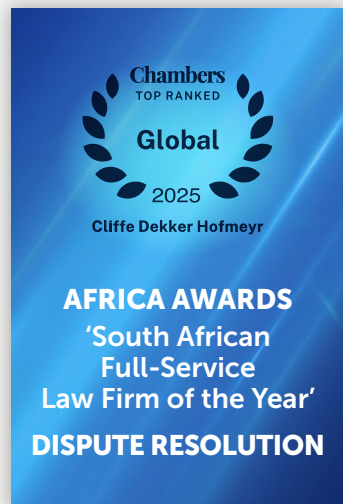 Chambers
TOP RANKED
Global
2025
Cliffe Dekker Hofmeyr
AFRICA AWARDS
‘South African
Full-Service
Law Firm of the Year’
DISPUTE RESOLUTION